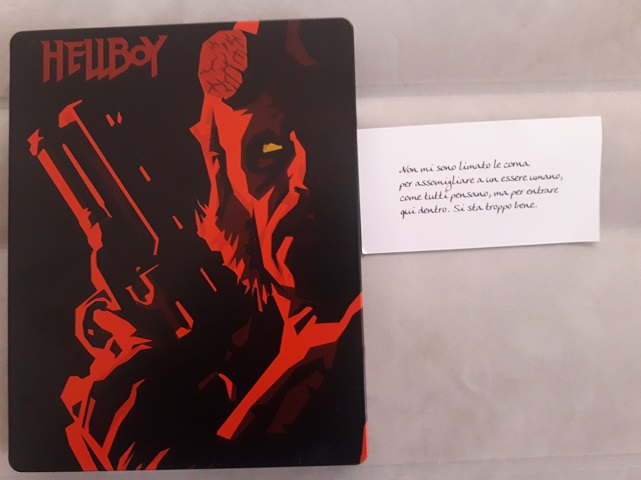 HELLBOY
Non mi sono limato le corna
per assomigliare a un essere umano,
come tutti pensano, ma per entrare
qui dentro. Si sta troppo bene.